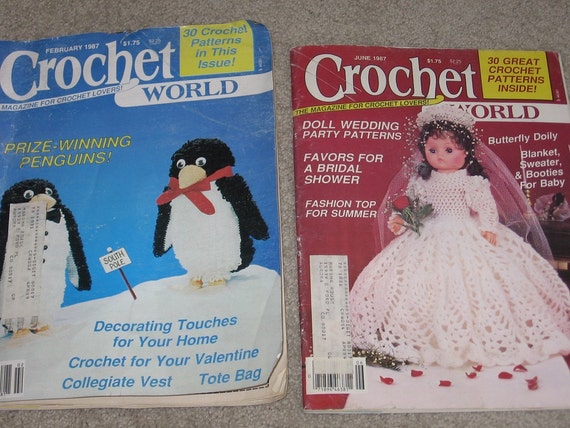 FEBRUARY 1987
$1.75
30 Crochet
Patterns
in This
Issue!
Crochet
WORLD
MAGAZINE FOR CROCHET LOVERS!
PRIZE-WINNING
PENGUINS!
SOUTH
POLE
Decorating Touches
for Your Home
Crochet for Your Valentine
Collegiate Vest Tote Bag
JUNE 1987
$1.75
30 GREAT
CROCHET
PATTERNS
INSIDE!
Crochet
WORLD
THE MAGAZINE FOR CROCHET LOVERS!
DOLL WEDDING
PARTY PATTERNS
FAVORS FOR
A BRIDAL
SHOWER
FASHION TOP
FOR SUMMER
Butterfly Doily
Blanket,
Sweater,
& Booties
For Baby
06